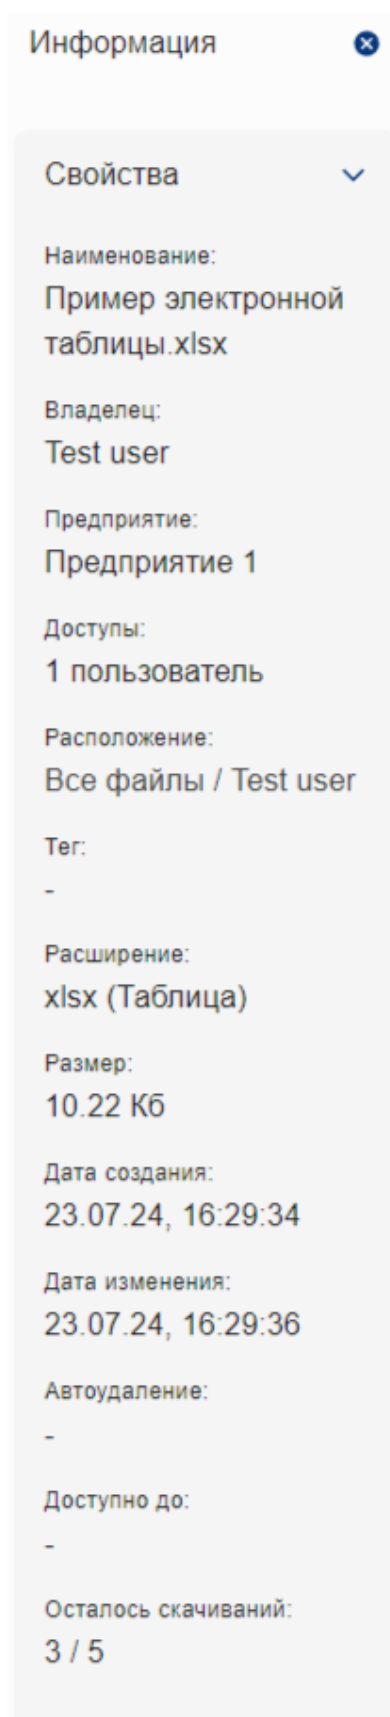 Информация
Свойства
Наименование:
Пример электронной
таблицы.xlsx
Владелец:
Test user
Предприятие:
Предприятие 1
Доступы:
1 пользователь
Расположение:
Все файлы / Test user
Тег:
-
Расширение:
xlsx (Таблица)
Размер:
10.22 Кб
Дата создания:
23.07.24, 16:29:34
Дата изменения:
23.07.24, 16:29:36
Автоудаление:
-
Доступно до:
-
Осталось скачиваний:
3 / 5